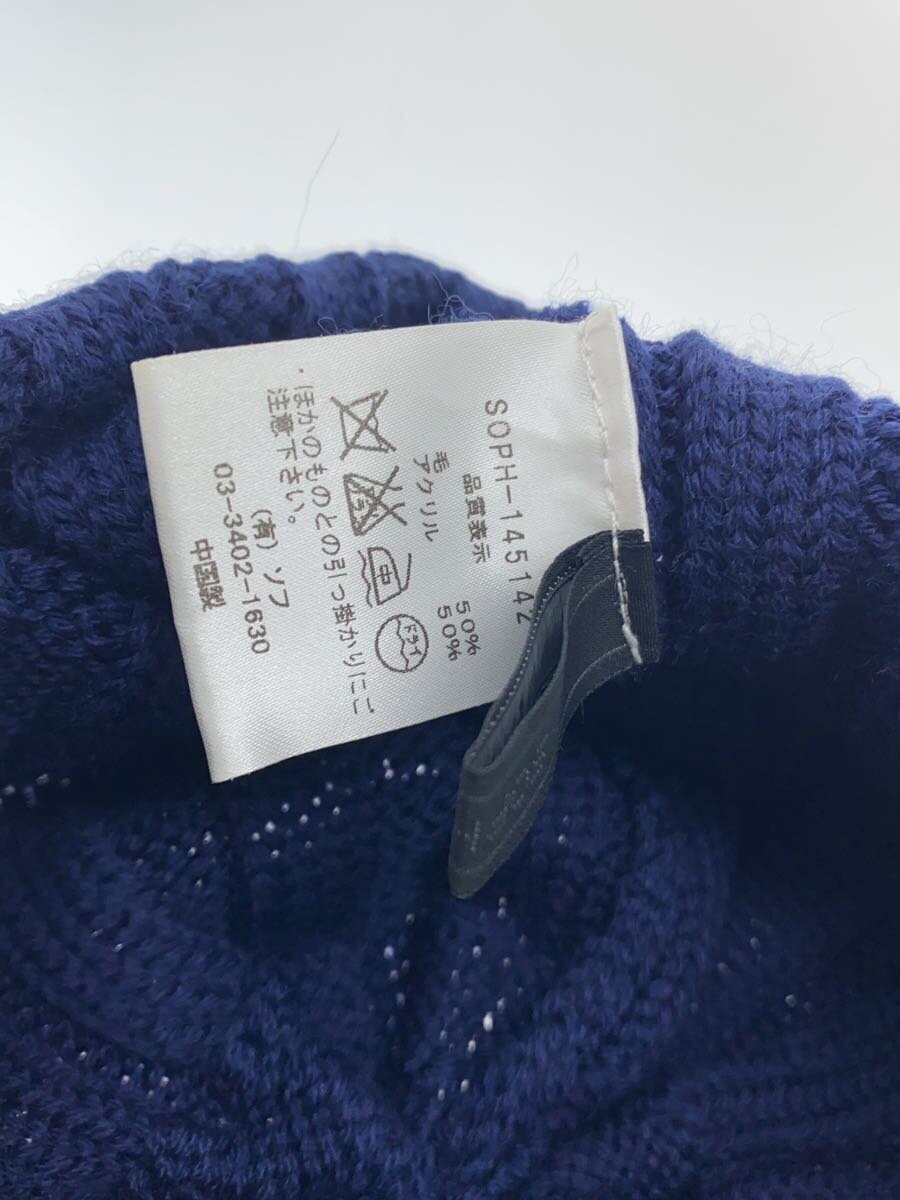 SOPH-145142
品質表示
毛 50%
アクリル 50%
ドライ
・ほかのものとの引っ掛かりにご
注意下さい。
(有) ソフ
03-3402-1630
中国製